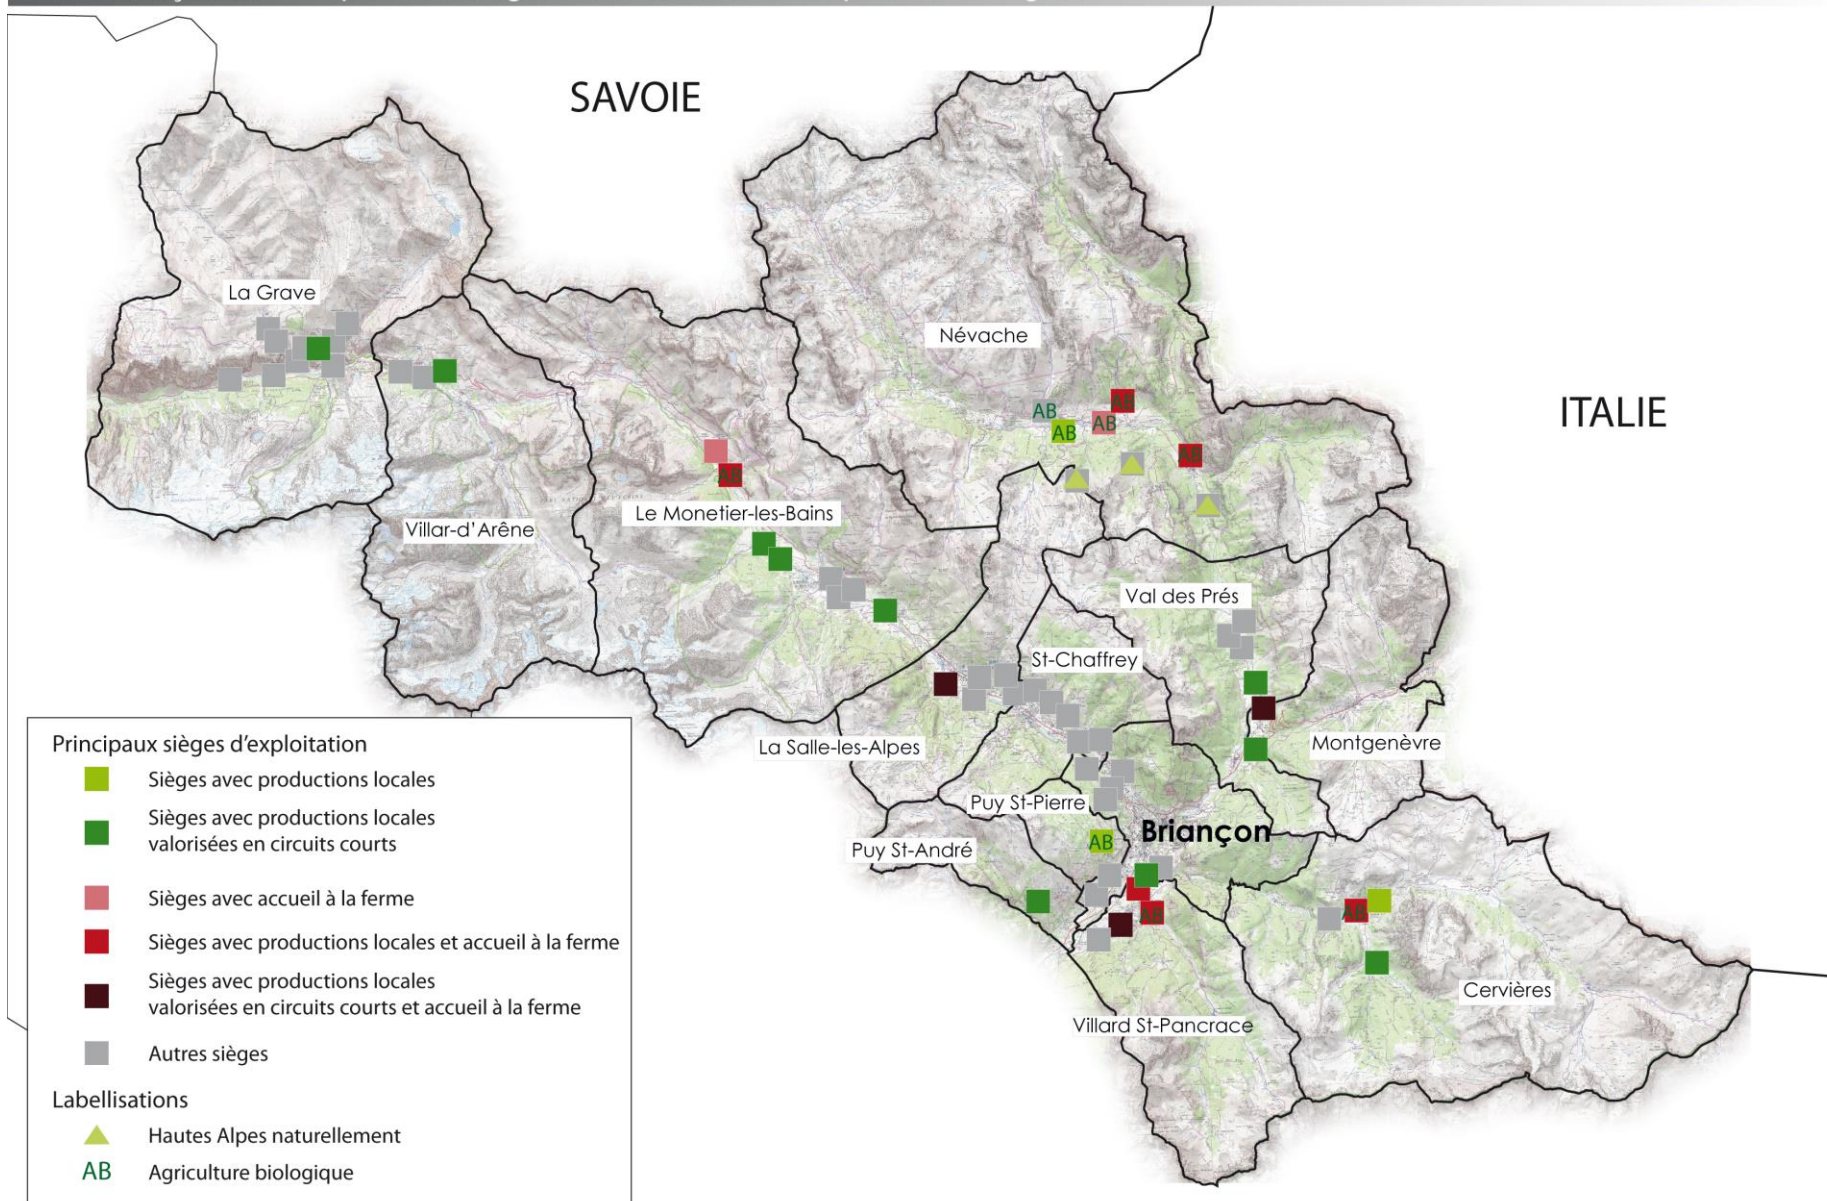 SAVOIE
ITALIE
La Grave
Névache
Villar-d'Arêne
Le Monetier-les-Bains
Val des Prés
St-Chaffrey
La Salle-les-Alpes
Montgenèvre
Puy St-Pierre
Briançon
Puy St-André
Cervières
Villard St-Pancrace
AB
AB
AB
AB
AB
AB
AB
AB
AB
Principaux sièges d'exploitation
Sièges avec productions locales
Sièges avec productions locales
valorisées en circuits courts
Sièges avec accueil à la ferme
Sièges avec productions locales et accueil à la ferme
Sièges avec productions locales
valorisées en circuits courts et accueil à la ferme
Autres sièges
Labellisations
Hautes Alpes naturellement
AB Agriculture biologique